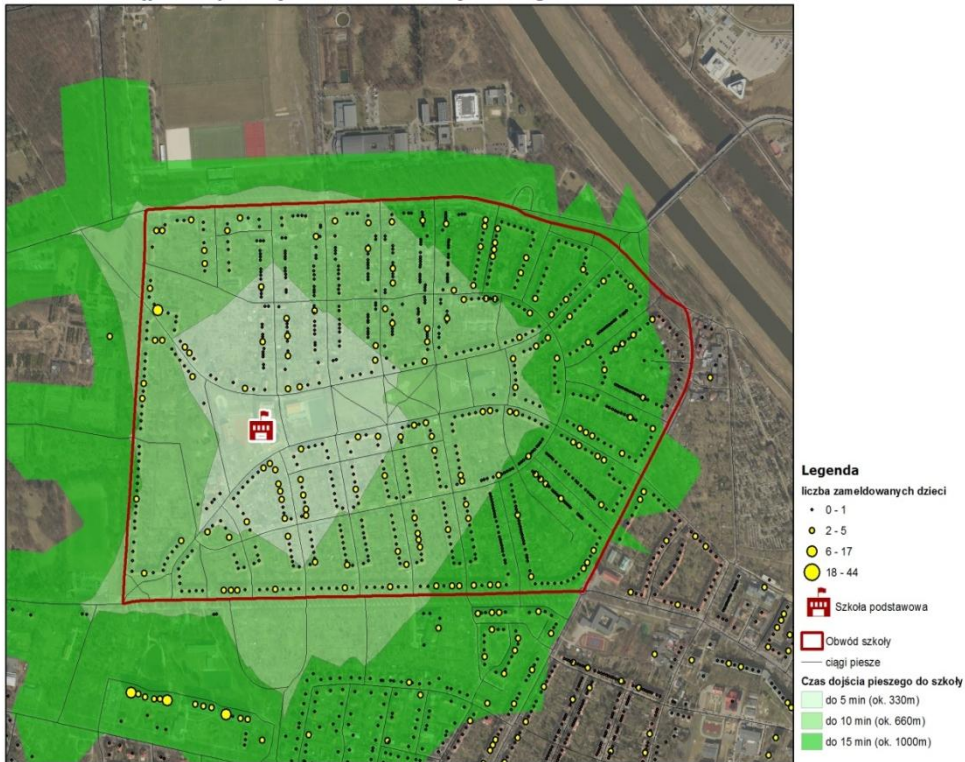 Legenda
liczba zameldowanych dzieci
0 - 1
2 - 5
6 - 17
18 - 44
Szkoła podstawowa
Obwód szkoły
ciągi piesze
Czas dojścia pieszego do szkoły
do 5 min (ok. 330m)
do 10 min (ok. 660m)
do 15 min (ok. 1000m)